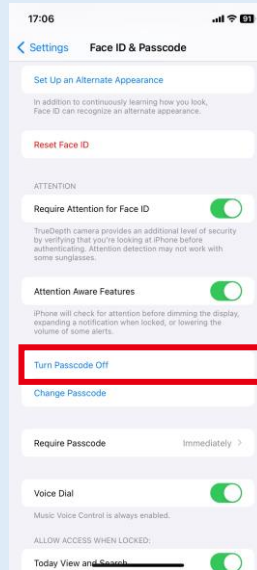 17:06
91
Settings
Face ID & Passcode
Set Up an Alternate Appearance
In addition to continuously learning how you look,
Face ID can recognize an alternate appearance.
Reset Face ID
ATTENTION
Require Attention for Face ID
TrueDepth camera provides an additional level of security
by verifying that you're looking at iPhone before
authenticating. Attention detection may not work with
some sunglasses.
Attention Aware Features
iPhone will check for attention before dimming the display,
expanding a notification when locked, or lowering the
volume of some alerts.
Turn Passcode Off
Change Passcode
Require Passcode
Immediately
Voice Dial
Music Voice Control is always enabled.
ALLOW ACCESS WHEN LOCKED:
Today View and Search